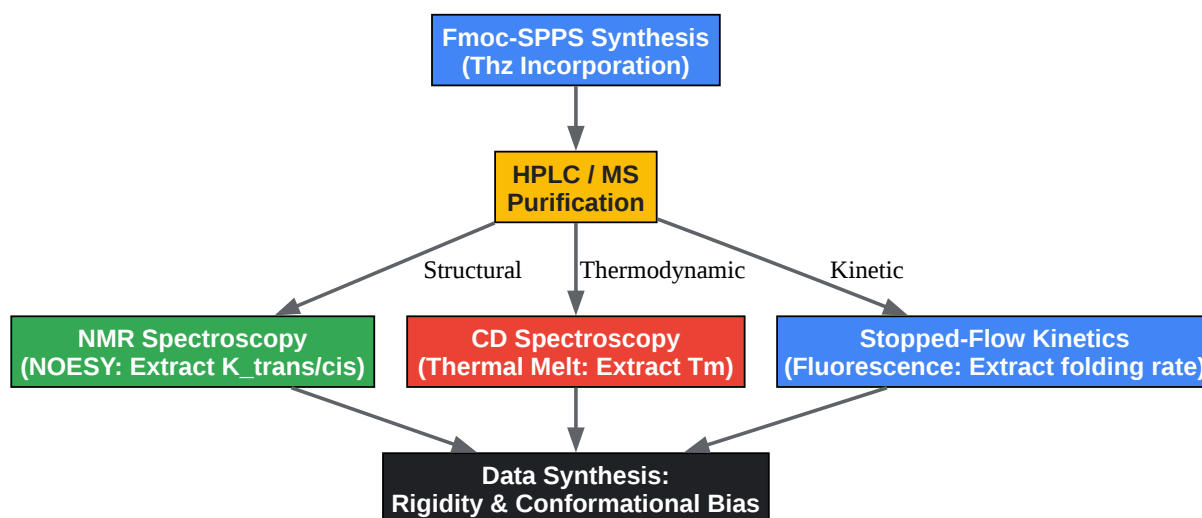 Fmoc-SPPS Synthesis
(Thz Incorporation)
HPLC / MS
Purification
Structural
Thermodynamic
Kinetic
NMR Spectroscopy
(NOESY: Extract K_trans/cis)
CD Spectroscopy
(Thermal Melt: Extract Tm)
Stopped-Flow Kinetics
(Fluorescence: Extract folding rate)
Data Synthesis:
Rigidity & Conformational Bias